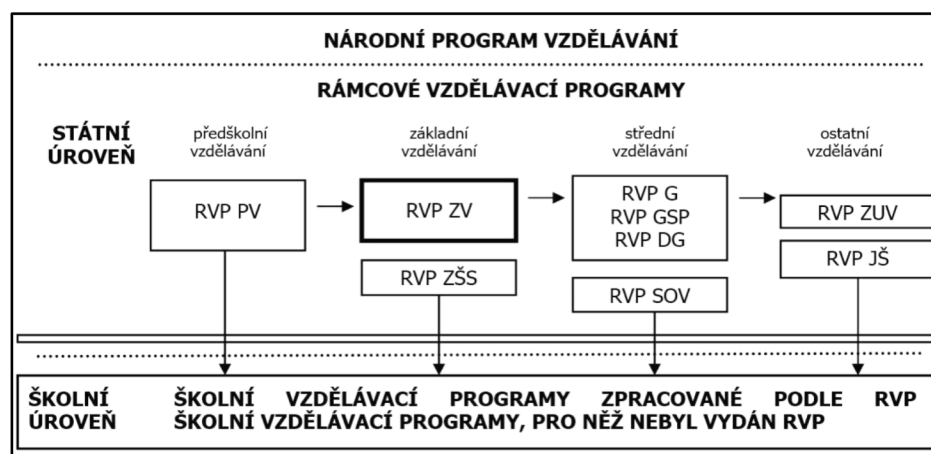 NÁRODNÍ PROGRAM VZDĚLÁVÁNÍ
RÁMCOVÉ VZDĚLÁVACÍ PROGRAMY
STÁTNÍ
ÚROVEŇ
předškolní
vzdělávání
základní
vzdělávání
střední
vzdělávání
ostatní
vzdělávání
RVP PV
RVP ZV
RVP G
RVP GSP
RVP DG
RVP ZUV
RVP JŠ
RVP ZŠS
RVP SOV
ŠKOLNÍ ŠKOLNÍ VZDĚLÁVACÍ PROGRAMY ZPRACOVANÉ PODLE RVP
ÚROVEŇ ŠKOLNÍ VZDĚLÁVACÍ PROGRAMY, PRO NĚŽ NEBYL VYDÁN RVP